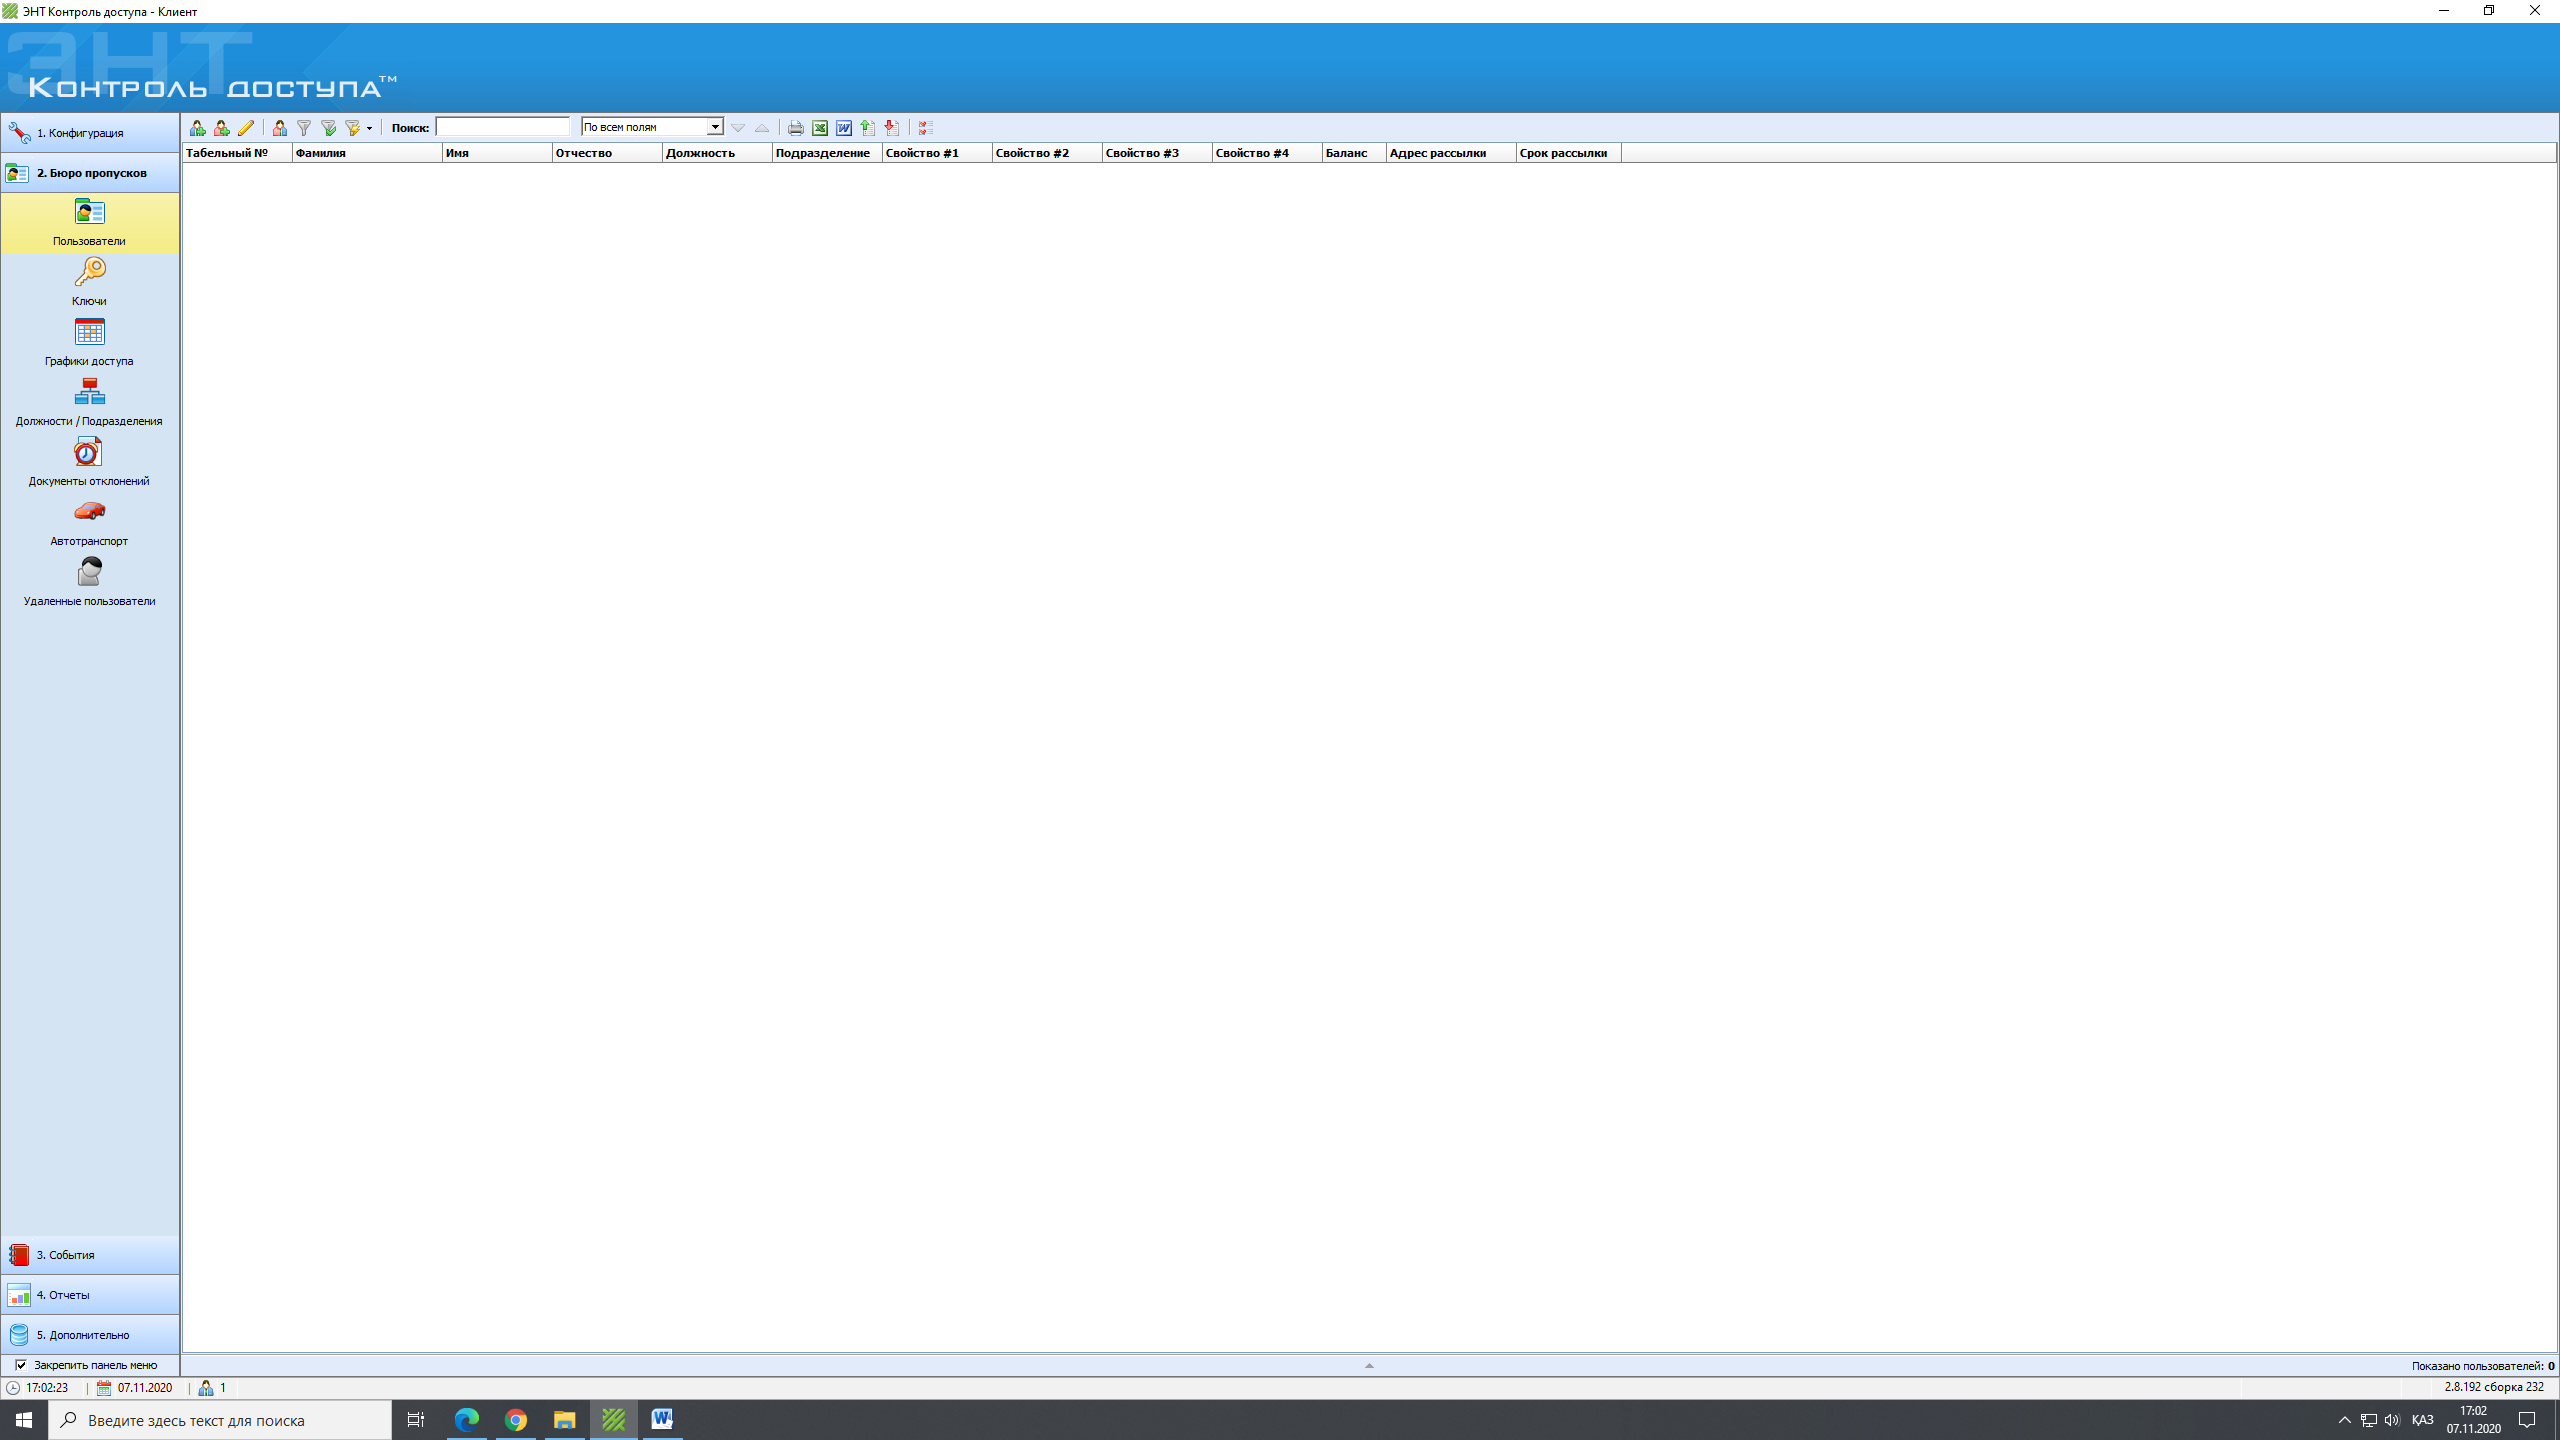 ЭНТ Контроль доступа - Клиент
ЭНТ
Контроль доступа™
1. Конфигурация
Поиск:
По всем полям
Табельный №
Фамилия
Имя
Отчество
Должность
Подразделение
Свойство #1
Свойство #2
Свойство #3
Свойство #4
Баланс
Адрес рассылки
Срок рассылки
2. Бюро пропусков
Пользователи
Ключи
Графики доступа
Должности / Подразделения
Документы отклонений
Автотранспорт
Удаленные пользователи
3. События
4. Отчеты
5. Дополнительно
Закрепить панель меню
Показано пользователей: 0
17:02:23
07.11.2020
1
2.8.192 сборка 232
Введите здесь текст для поиска
ҚАЗ
17:02
07.11.2020